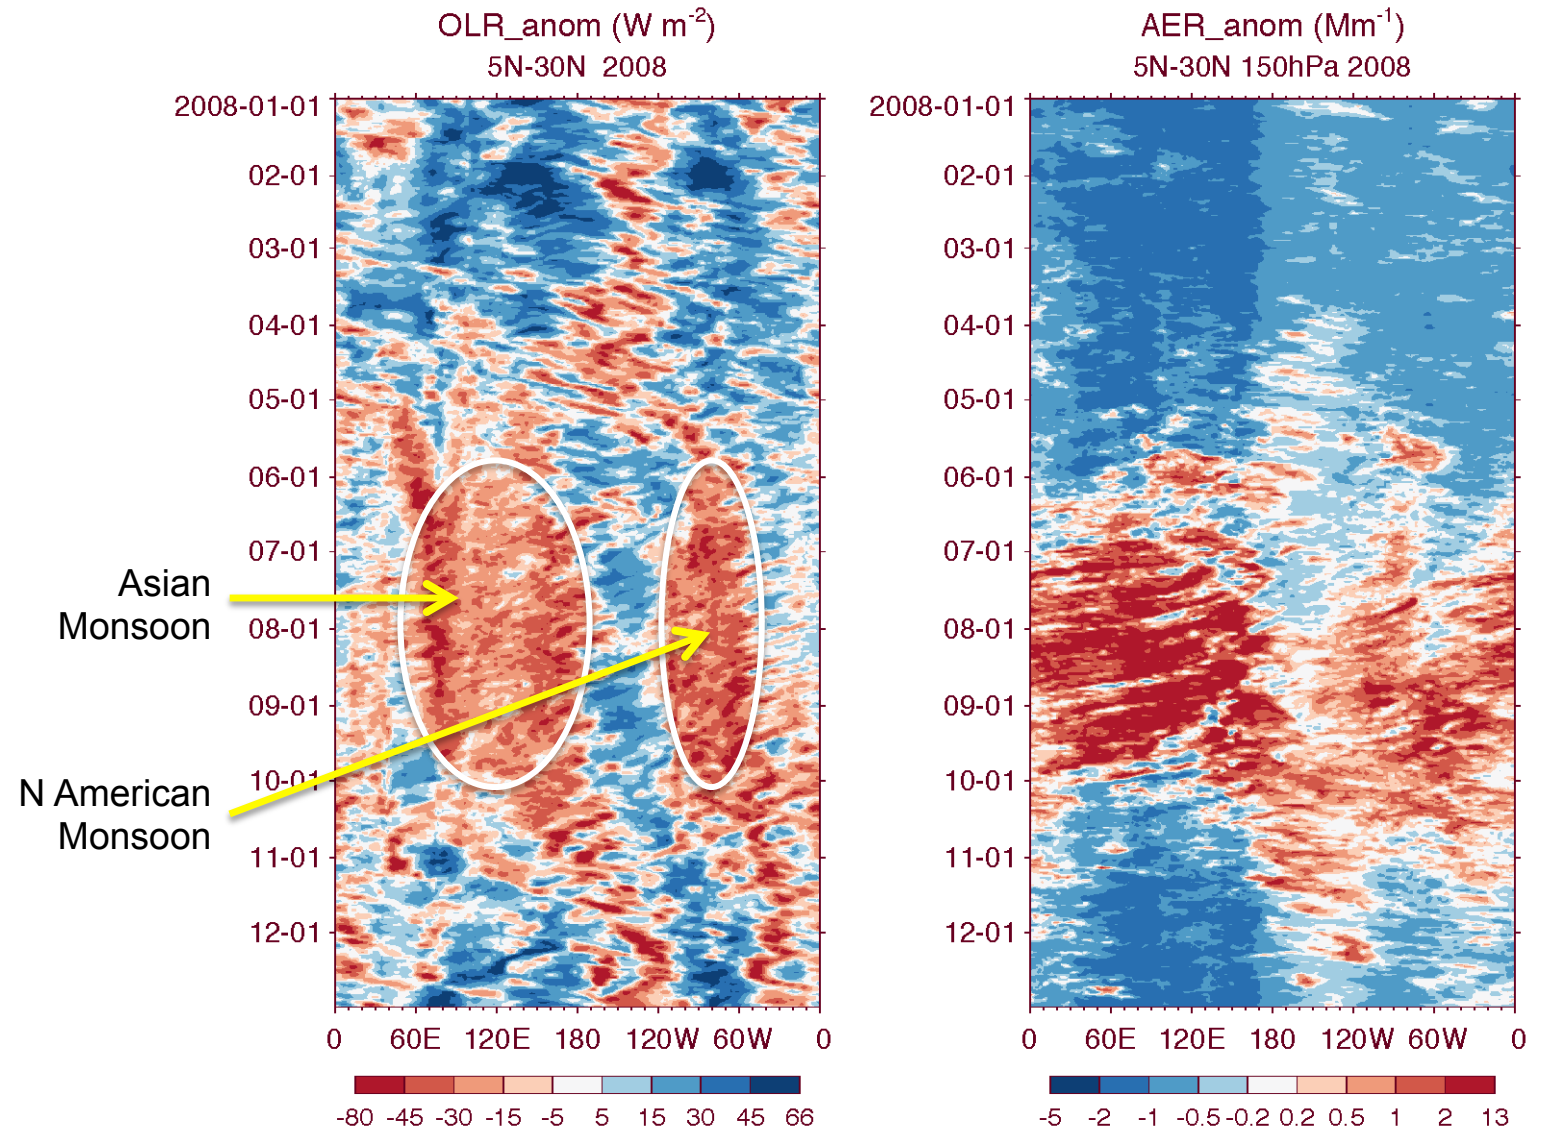 OLR_anom (W m-2)
5N-30N 2008
2008-01-01
02-01
03-01
04-01
05-01
06-01
07-01
08-01
09-01
10-01
11-01
12-01
0 60E 120E 180 120W 60W 0
-80 -45 -30 -15 -5 5 15 30 45 66
Asian
Monsoon
N American
Monsoon
AER_anom (Mm-1)
5N-30N 150hPa 2008
2008-01-01
02-01
03-01
04-01
05-01
06-01
07-01
08-01
09-01
10-01
11-01
12-01
0 60E 120E 180 120W 60W 0
-5 -2 -1 -0.5 -0.2 0.2 0.5 1 2 13